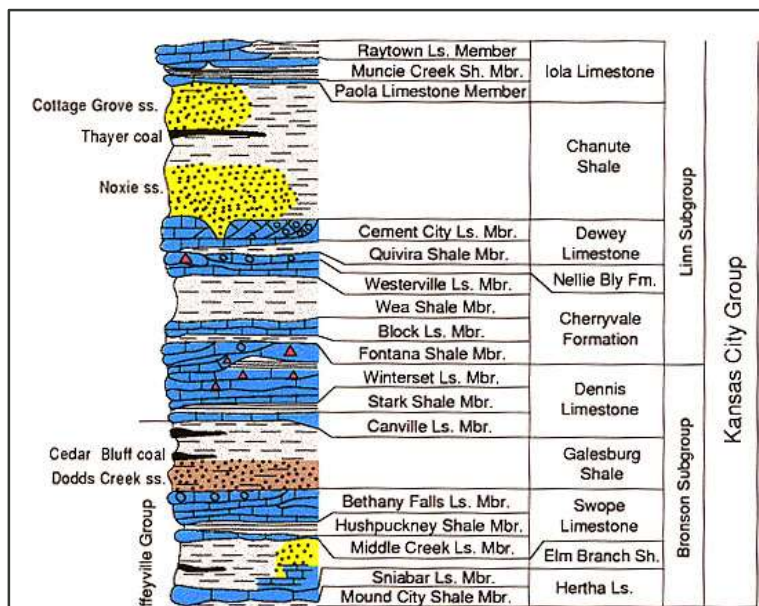 Raytown Ls. Member
Muncie Creek Sh. Mbr.
Paola Limestone Member
Iola Limestone
Cottage Grove ss.
Thayer coal
Noxie ss.
Chanute
Shale
Cement City Ls. Mbr.
Quivira Shale Mbr.
Dewey
Limestone
Westerville Ls. Mbr.
Nellie Bly Fm.
Wea Shale Mbr.
Block Ls. Mbr.
Fontana Shale Mbr.
Cherryvale
Formation
Linn Subgroup
Winterset Ls. Mbr.
Stark Shale Mbr.
Canville Ls. Mbr.
Dennis
Limestone
Cedar Bluff coal
Dodds Creek ss.
Galesburg
Shale
Bethany Falls Ls. Mbr.
Hushpuckney Shale Mbr.
Middle Creek Ls. Mbr.
Swope
Limestone
Elm Branch Sh.
Sniabar Ls. Mbr.
Mound City Shale Mbr.
Hertha Ls.
Bronson Subgroup
Kansas City Group
ffeyville Group